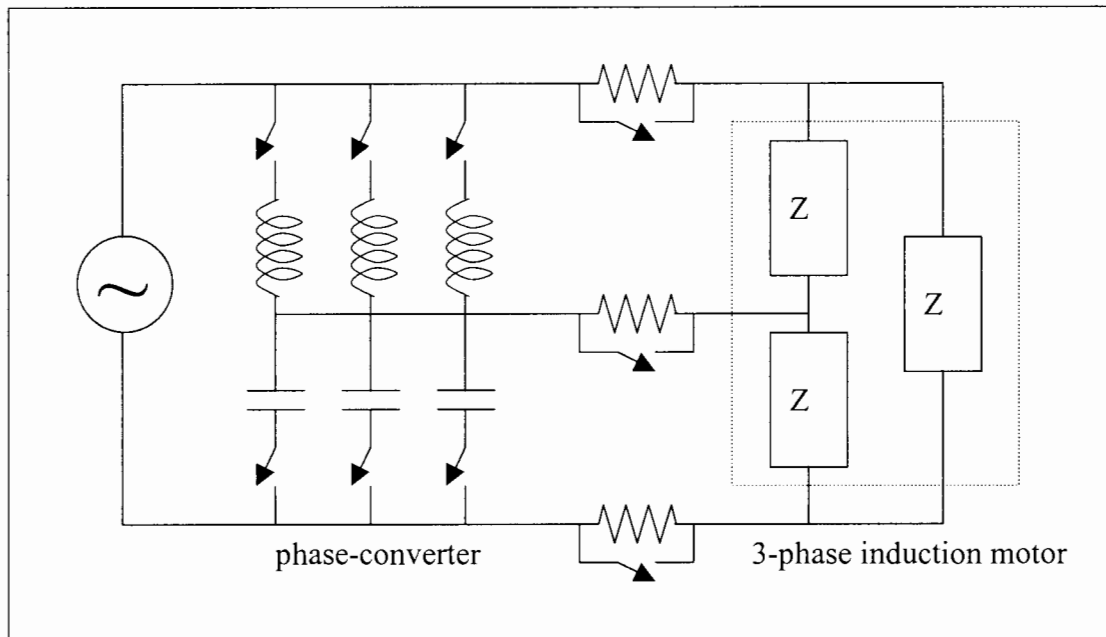 Z
Z
Z
~
phase-converter
3-phase induction motor